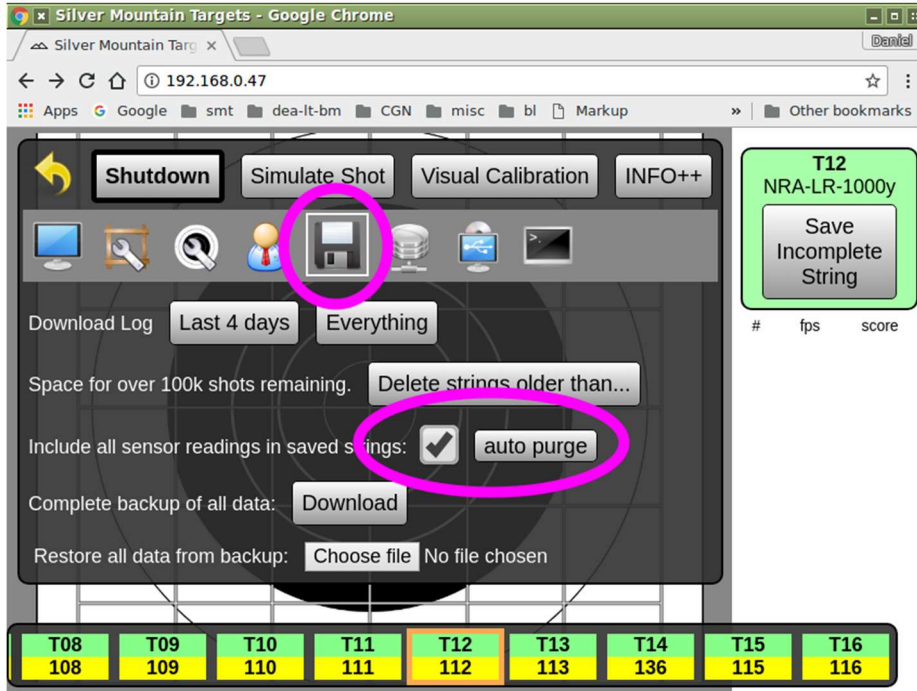 Silver Mountain Targets - Google Chrome
Silver Mountain Targ
Daniel
192.168.0.47
Apps Google smt dea-lt-bm CGN misc bl Markup » Other bookmarks
Shutdown Simulate Shot Visual Calibration INFO++
Download Log Last 4 days Everything
Space for over 100k shots remaining. Delete strings older than...
Include all sensor readings in saved strings: auto purge
Complete backup of all data: Download
Restore all data from backup: Choose file No file chosen
T12
NRA-LR-1000y
Save
Incomplete
String
# fps score
T08 T09 T10 T11 T12 T13 T14 T15 T16
108 109 110 111 112 113 136 115 116